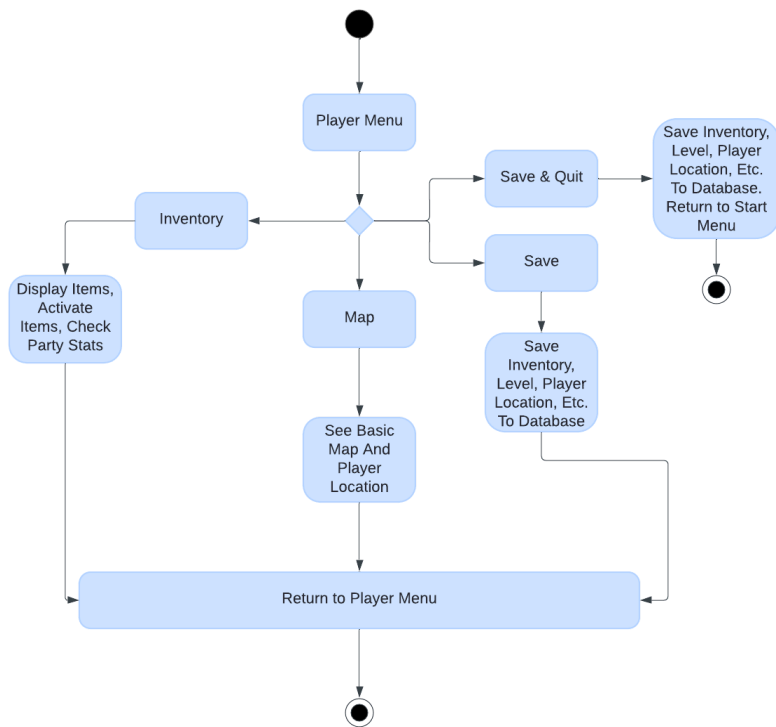 Player Menu
Save & Quit
Save Inventory,
Level, Player
Location, Etc.
To Database.
Return to Start
Menu
Inventory
Save
Display Items,
Activate
Items, Check
Party Stats
Map
Save
Inventory,
Level, Player
Location, Etc.
To Database
See Basic
Map And
Player
Location
Return to Player Menu